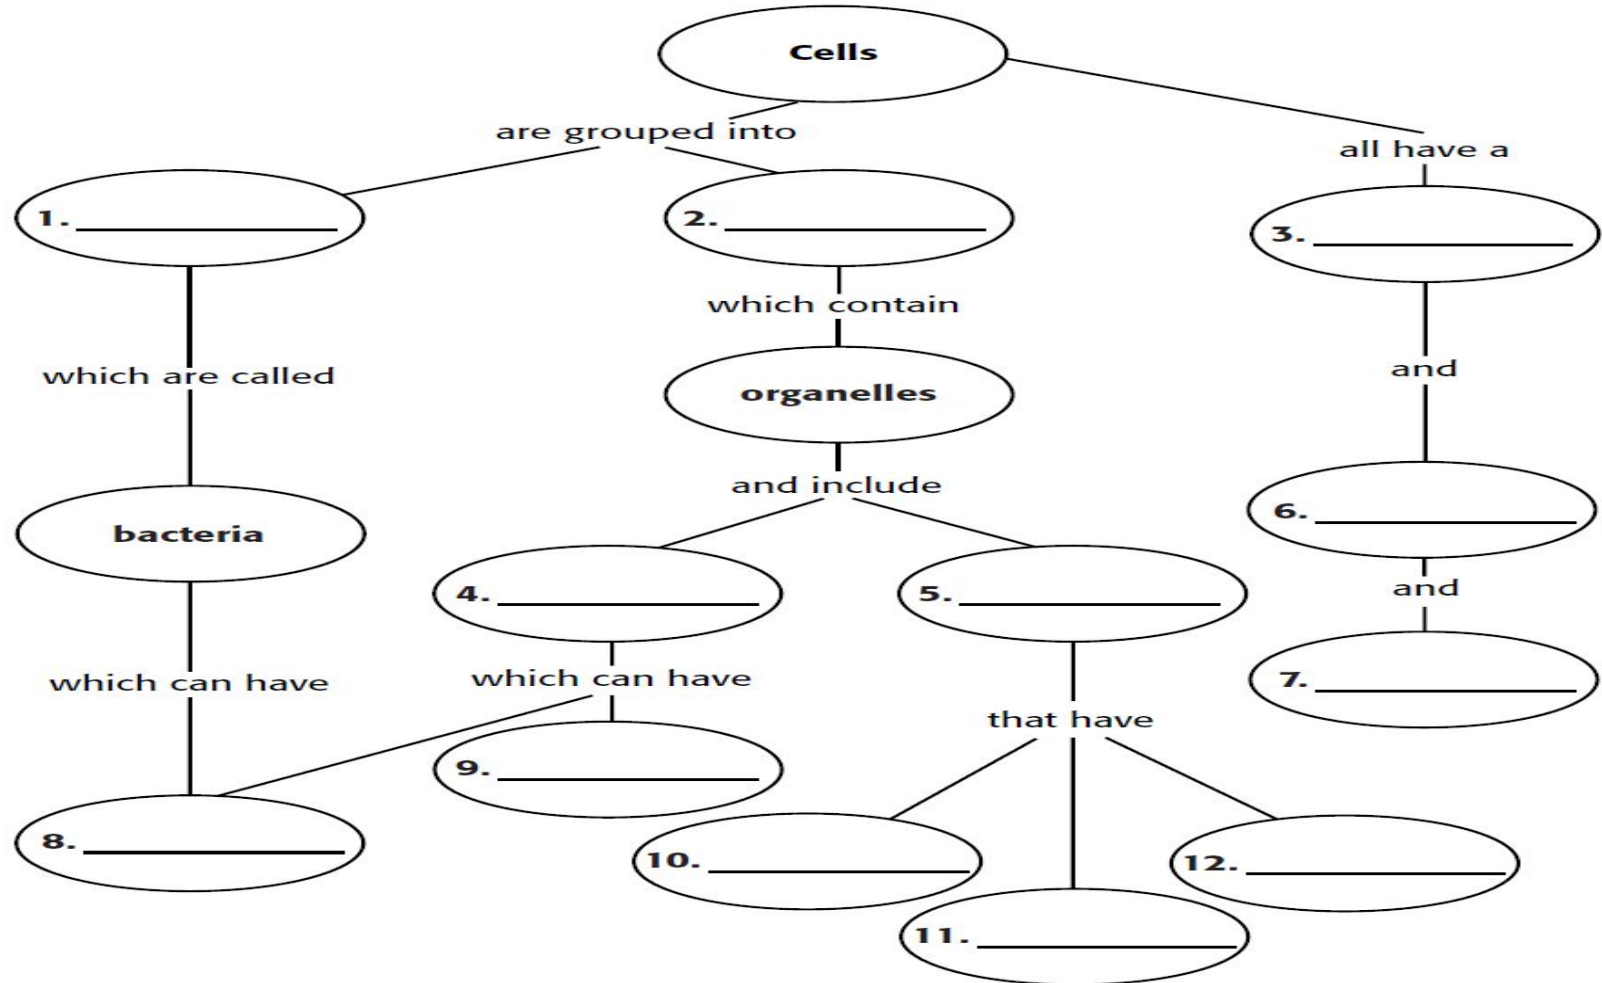 Cells
are grouped into
all have a
1.
2.
3.
which contain
which are called
organelles
and
and include
bacteria
6.
4.
5.
and
which can have
which can have
7.
that have
9.
8.
10.
12.
11.